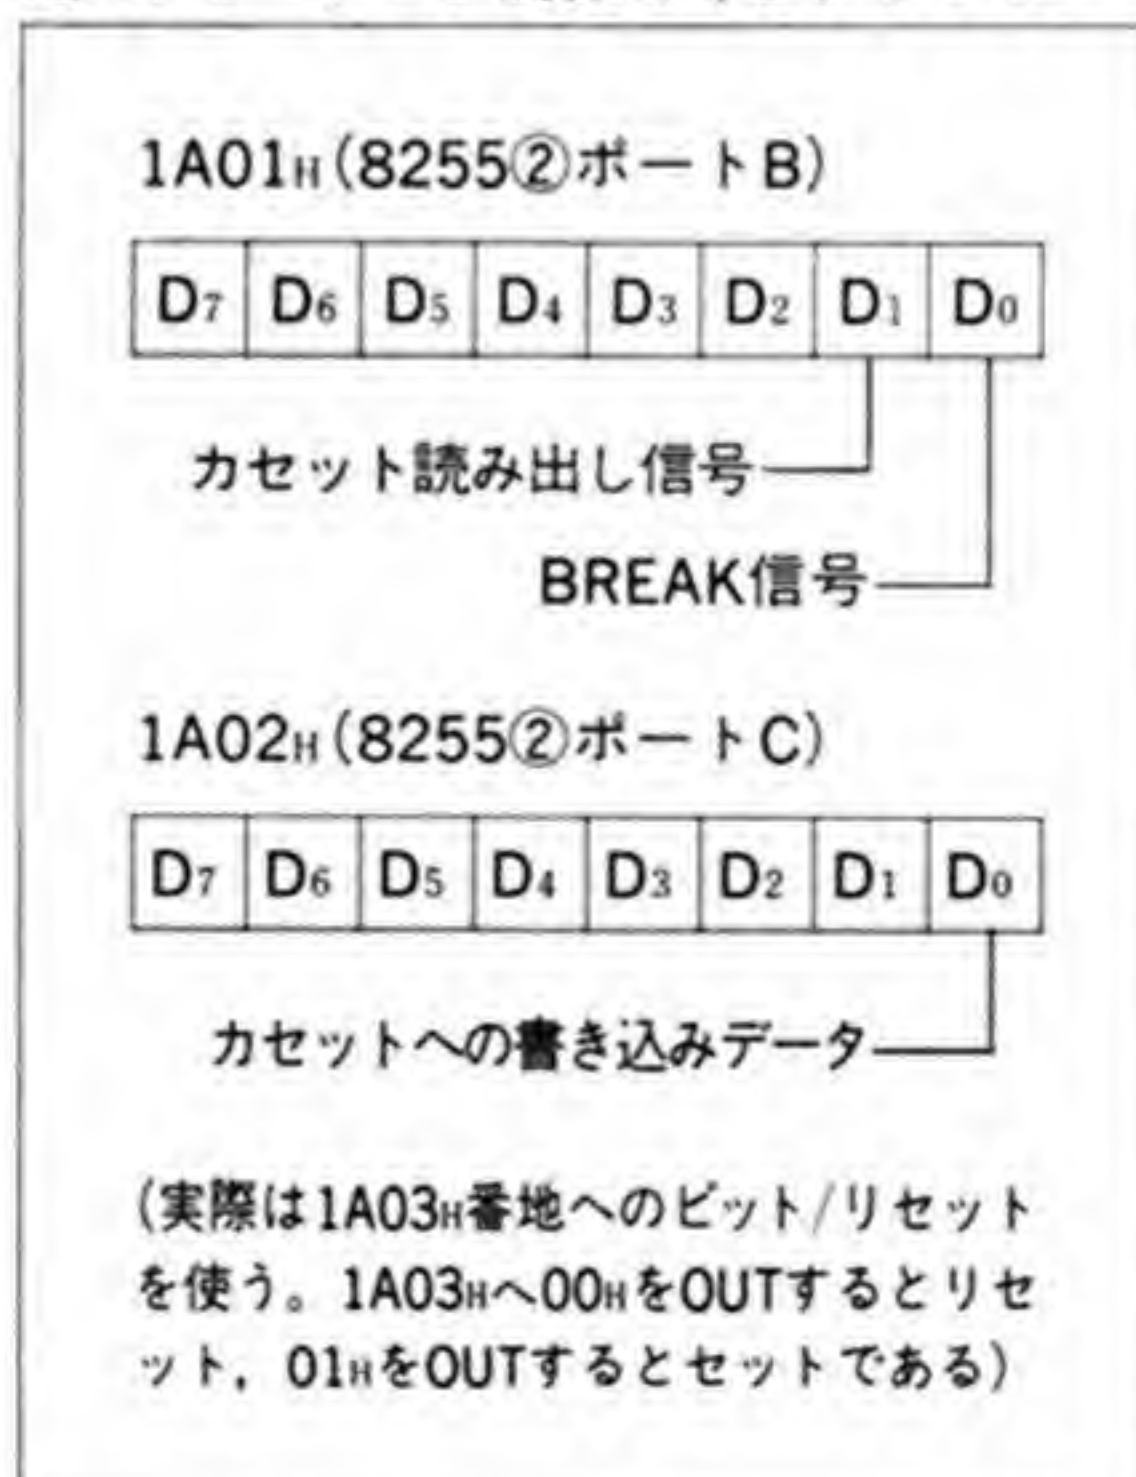 1A01H(8255②ポートB)
D7 D6 D5 D4 D3 D2 D1 D0
カセット読み出し信号
BREAK信号
1A02H(8255②ポートC)
D7 D6 D5 D4 D3 D2 D1 D0
カセットへの書き込みデータ
(実際は1A03H番地へのビット/リセット
を使う。1A03Hへ00HをOUTするとリセ
ット，01HをOUTするとセットである)